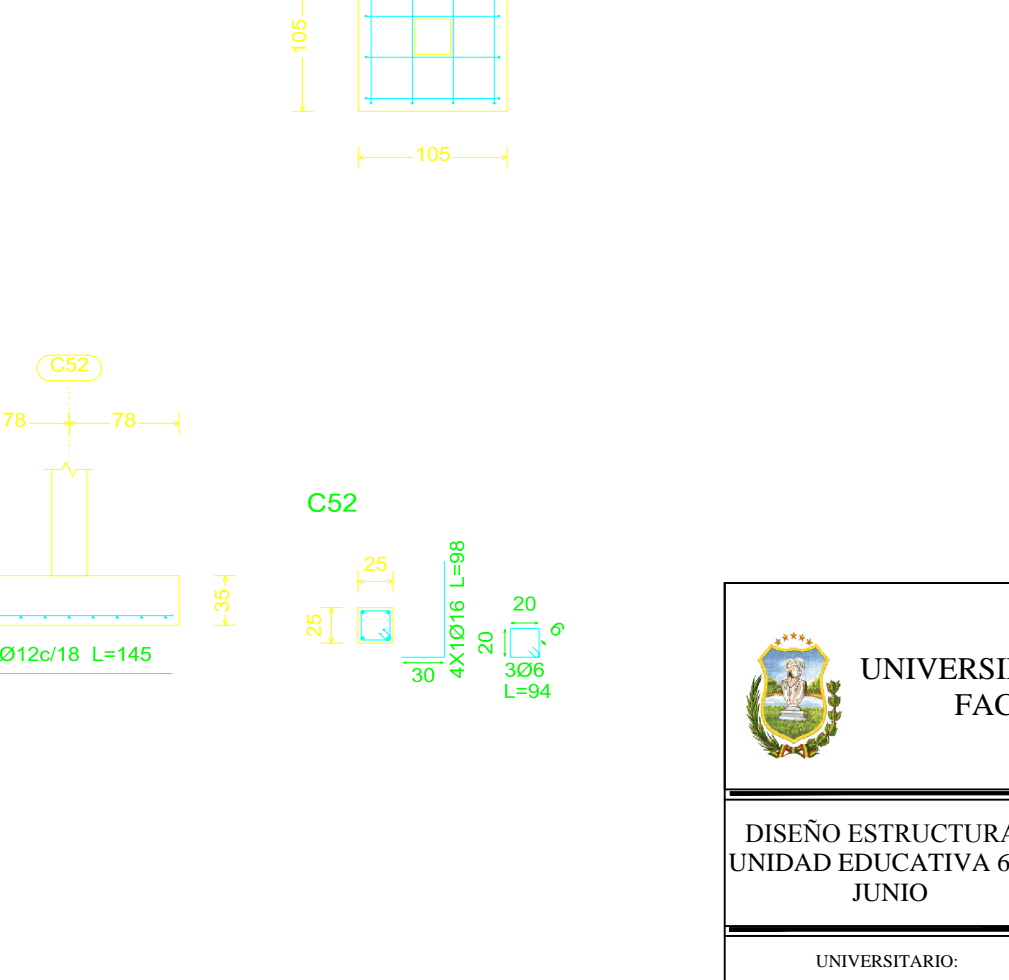 105
105
C52
78 78
C52
25
25
35
Ø12c/18 L=145
30
4X1Ø16 L=98
20
20
6
3Ø6
L=94
UNIVERSI
FAC
DISEÑO ESTRUCTURA
UNIDAD EDUCATIVA 6
JUNIO
UNIVERSITARIO: